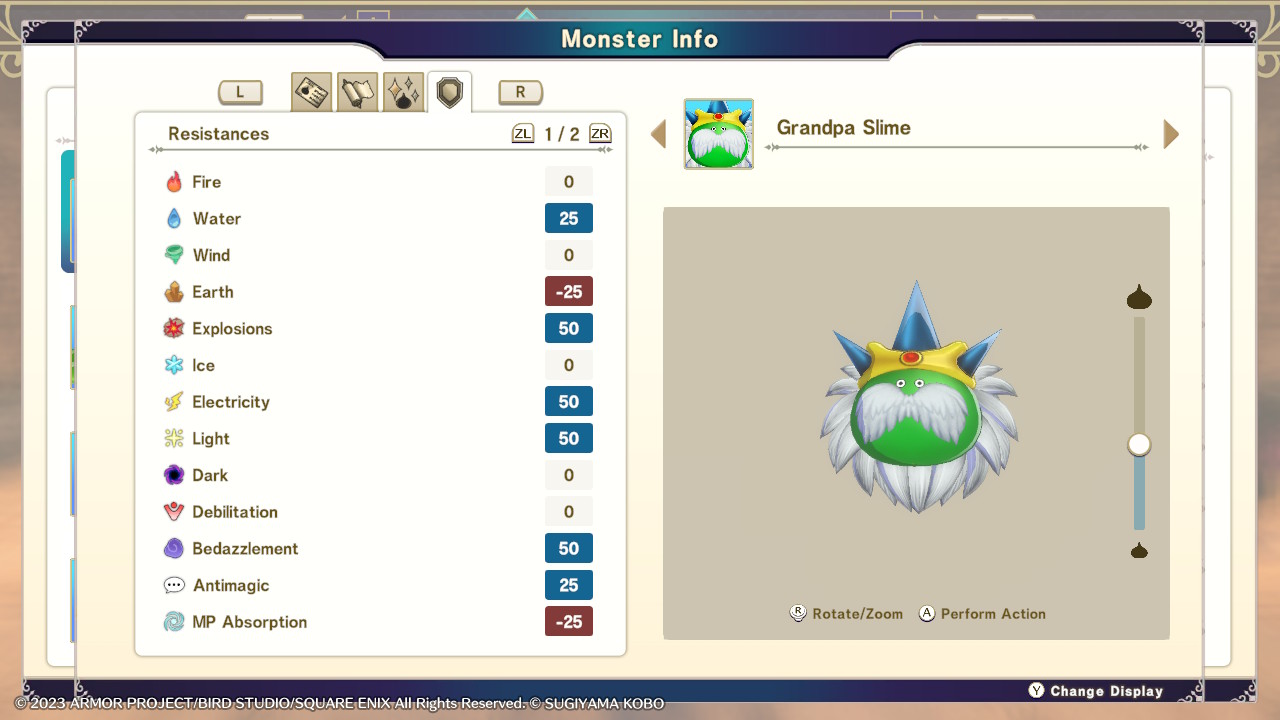 Monster Info
L
R
Resistances
ZL 1 / 2 ZR
Fire 0
Water 25
Wind 0
Earth -25
Explosions 50
Ice 0
Electricity 50
Light 50
Dark 0
Debilitation 0
Bedazzlement 50
Antimagic 25
MP Absorption -25
Grandpa Slime
R Rotate/Zoom A Perform Action
Y Change Display
© 2023 ARMOR PROJECT/BIRD STUDIO/SQUARE ENIX All Rights Reserved. © SUGIYAMA KOBO